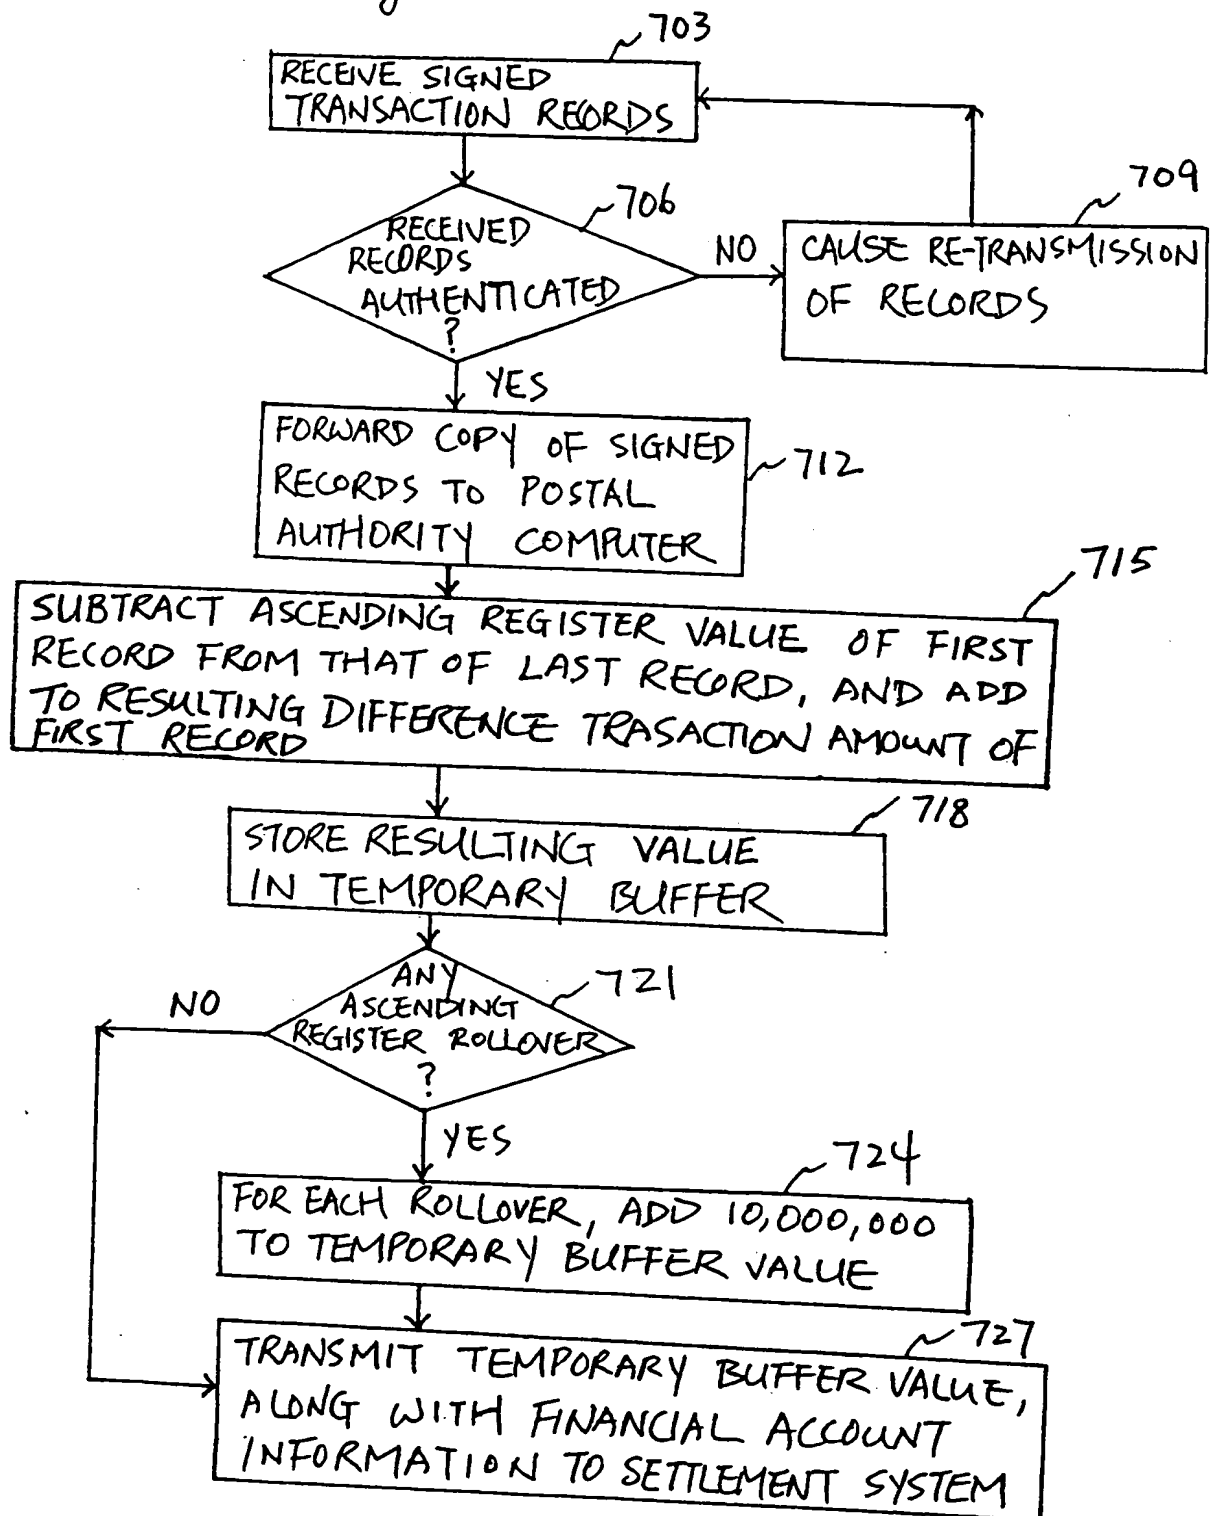 703
RECEIVE SIGNED
TRANSACTION RECORDS
706
RECEIVED
RECORDS
AUTHENTICATED
?
NO
709
CAUSE RE-TRANSMISSION
OF RECORDS
YES
FORWARD COPY OF SIGNED
RECORDS TO POSTAL
AUTHORITY COMPUTER
712
715
SUBTRACT ASCENDING REGISTER VALUE OF FIRST
RECORD FROM THAT OF LAST RECORD, AND ADD
TO RESULTING DIFFERENCE TRASACTION AMOUNT OF
FIRST RECORD
718
STORE RESULTING VALUE
IN TEMPORARY BUFFER
721
ANY
ASCENDING
REGISTER ROLLOVER
?
NO
YES
724
FOR EACH ROLLOVER, ADD 10,000,000
TO TEMPORARY BUFFER VALUE
727
TRANSMIT TEMPORARY BUFFER VALUE,
ALONG WITH FINANCIAL ACCOUNT
INFORMATION TO SETTLEMENT SYSTEM